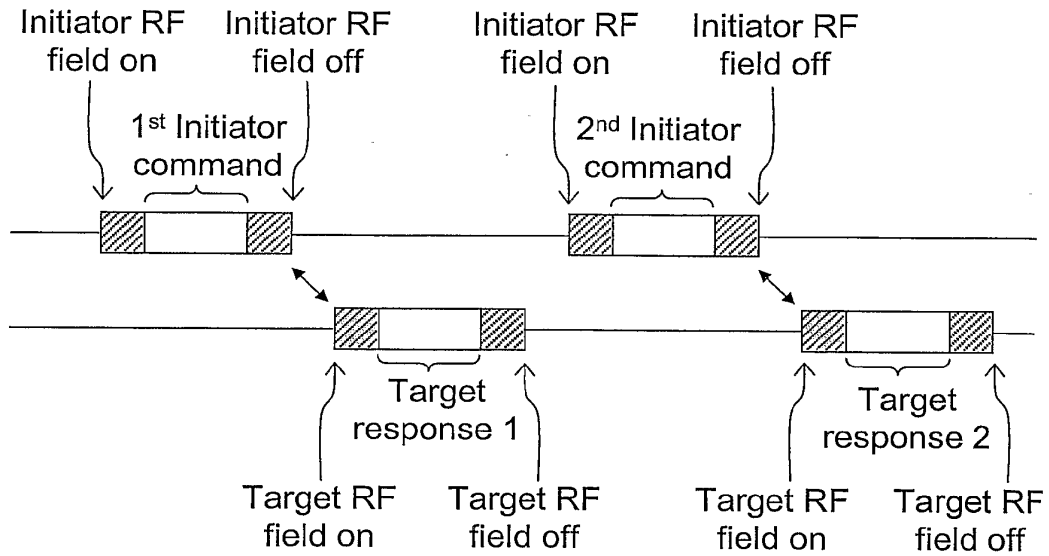 Initiator RF
field on
Initiator RF
field off
Initiator RF
field on
Initiator RF
field off
1st Initiator
command
2nd Initiator
command
Target
response 1
Target
response 2
Target RF
field on
Target RF
field off
Target RF
field on
Target RF
field off